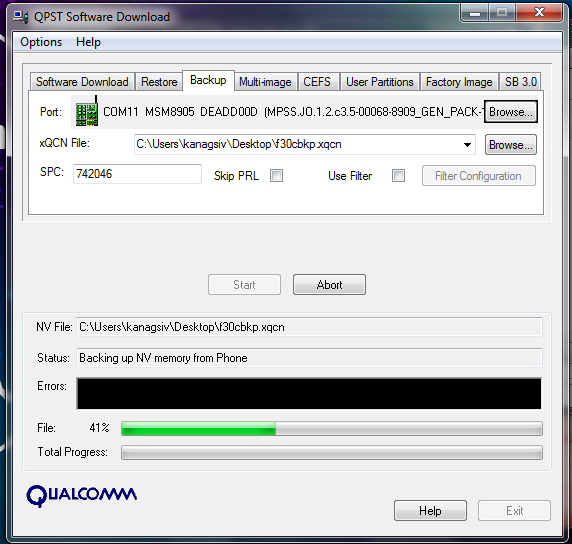 QPST Software Download
Options Help
Software Download Restore Backup Multi-image CEFS User Partitions Factory Image SB 3.0
Port: COM11 MSM8905 DEADD00D (MPSS.JO.1.2.c3.5-00068-8909_GEN_PACK- Browse...
xQCN File: C:\Users\kanagsiv\Desktop\f30cbkp.xqcn Browse...
SPC: 742046 Skip PRL Use Filter Filter Configuration
Start Abort
NV File: C:\Users\kanagsiv\Desktop\f30cbkp.xqcn
Status: Backing up NV memory from Phone
Errors:
File: 41%
Total Progress:
QUALCOMM
Help Exit